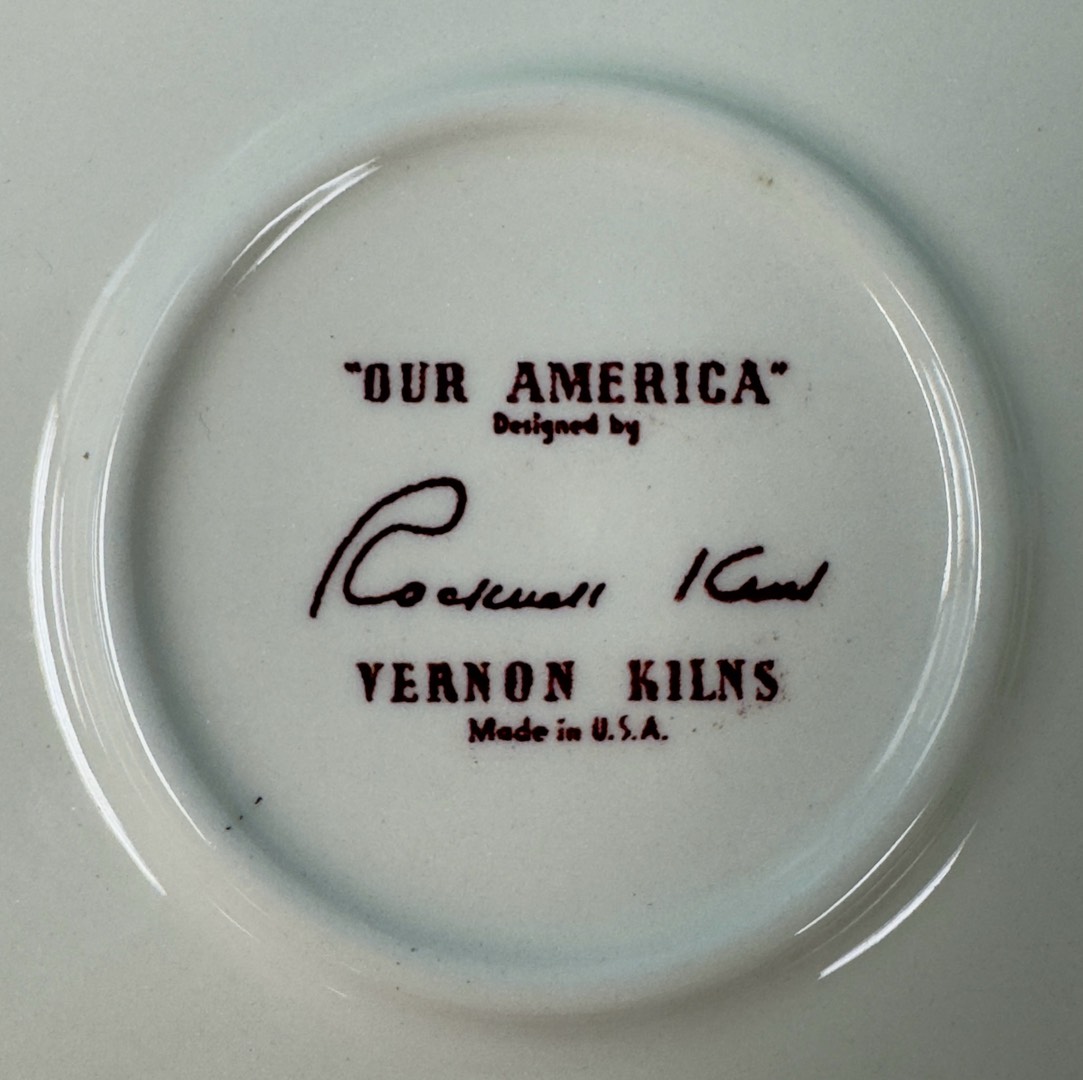 "OUR AMERICA"
Designed by
Rockwell Kent
VERNON KILNS
Made in U.S.A.